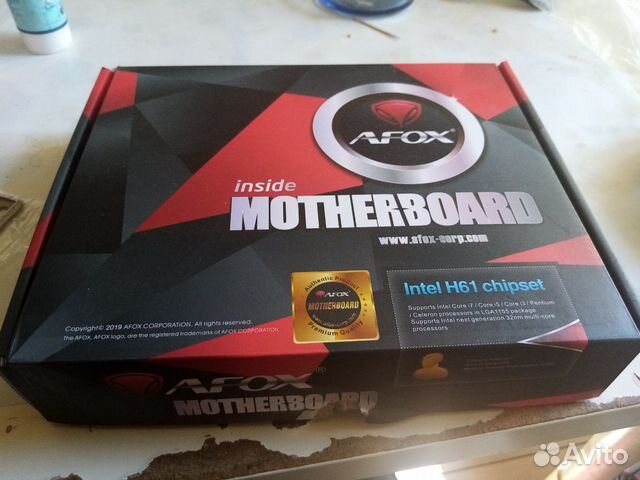 AFOX
inside
MOTHERBOARD
www.afox-corp.com
Authentic Product
AFOX
MOTHERBOARD
Premium Quality
Intel H61 chipset
Supports Intel Core i7 / Core i5 / Core i3 / Pentium
/ Celeron processors in LGA1155 package
Supports Intel next generation 32nm multi-core
processors
Copyright© 2019 AFOX CORPORATION. All rights reserved.
The AFOX, AFOX logo, are the registered trademarks of AFOX CORPORATION.
AFOX
MOTHERBOARD
Avito